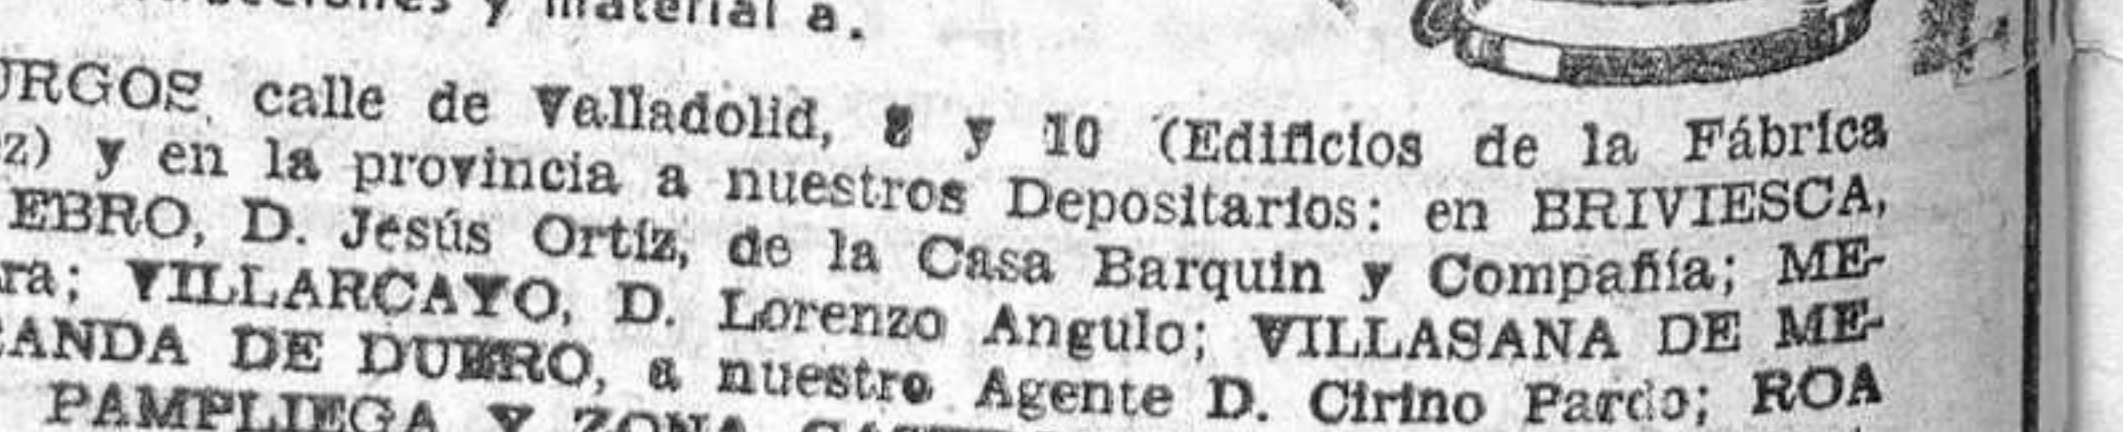 y material a.
URGOS, calle de Valladolid, 8 y 10 (Edificios de la Fábrica
z) y en la provincia a nuestros Depositarios: en BRIVIESCA,
EBRO, D. Jesús Ortíz, de la Casa Barquin y Compañía; ME-
ra; VILLARCAYO, D. Lorenzo Angulo; VILLASANA DE ME-
ANDA DE DUERO, a nuestro Agente D. Cirino Pardo; ROA
PAMPLIEGA Y ZONA